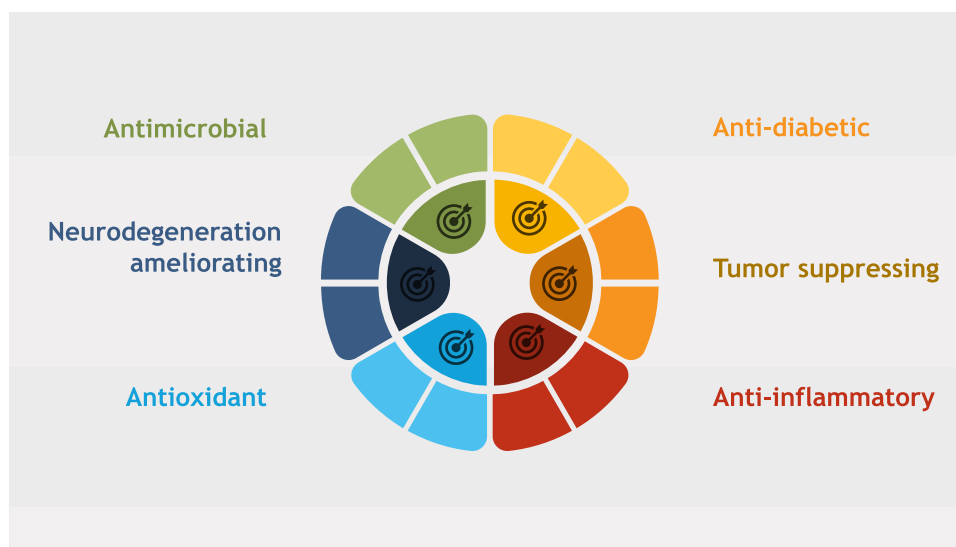 Antimicrobial
Anti-diabetic
Neurodegeneration
ameliorating
Tumor suppressing
Antioxidant
Anti-inflammatory